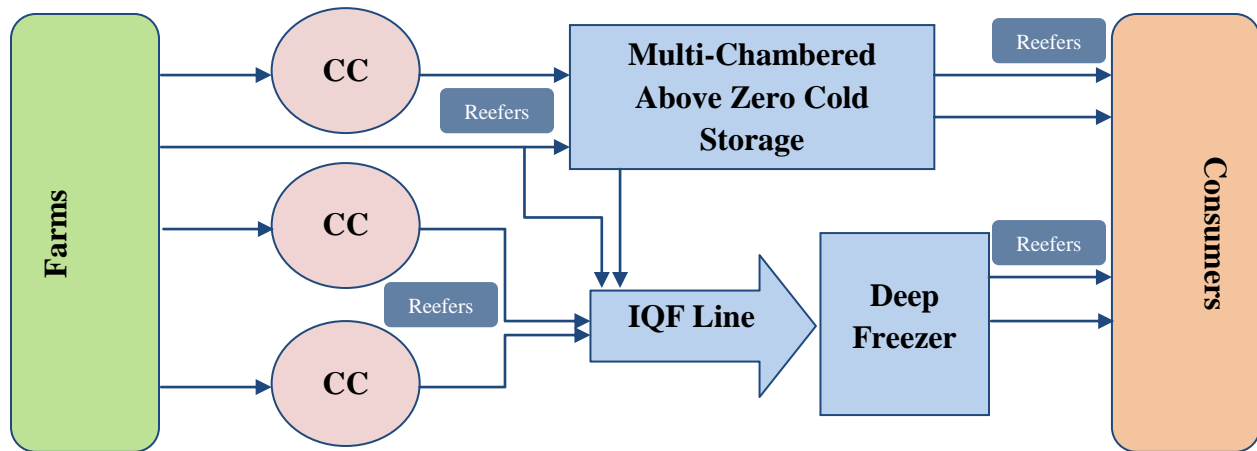 Farms
CC
Reefers
Multi-Chambered
Above Zero Cold
Storage
Reefers
CC
Reefers
CC
IQF Line
Deep
Freezer
Reefers
Consumers